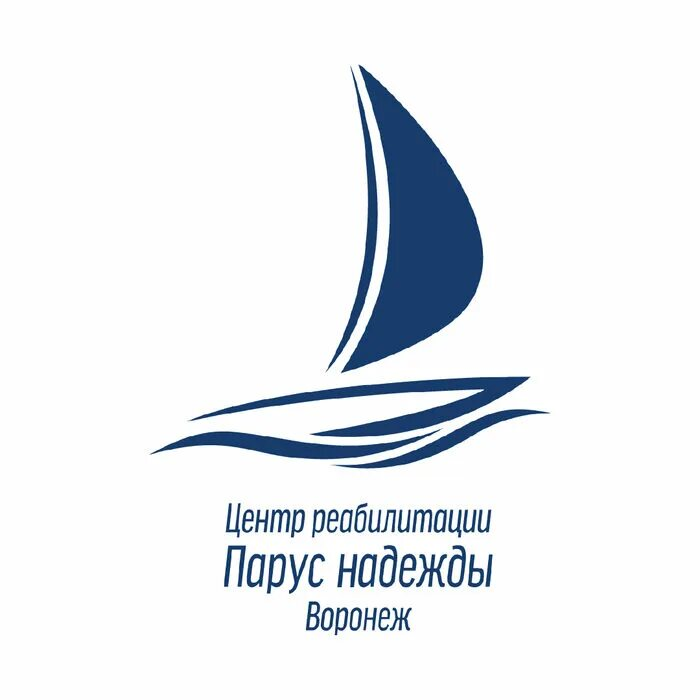 Центр реабилитации
Парус надежды
Воронеж